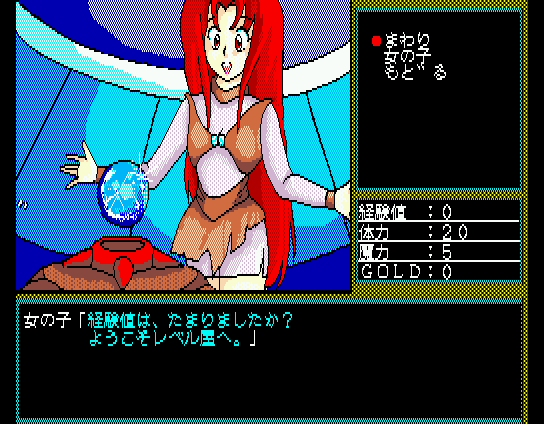 まわり
女の子
もどる
経験値:0
体力:20
魔力:5
GOLD:0
女の子「経験値は、たまりましたか?
ようこそレベル屋へ。」